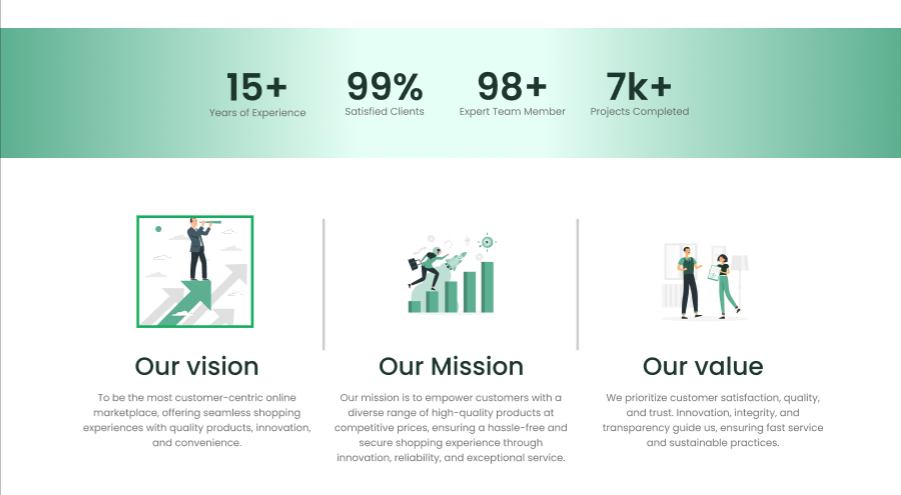 15+
99%
98+
7k+
Years of Experience
Satisfied Clients
Expert Team Member
Projects Completed
Our vision
To be the most customer-centric online
marketplace, offering seamless shopping
experiences with quality products, innovation,
and convenience.
Our Mission
Our mission is to empower customers with a
diverse range of high-quality products at
competitive prices, ensuring a hassle-free and
secure shopping experience through
innovation, reliability, and exceptional service.
Our value
We prioritize customer satisfaction, quality,
and trust. Innovation, integrity, and
transparency guide us, ensuring fast service
and sustainable practices.